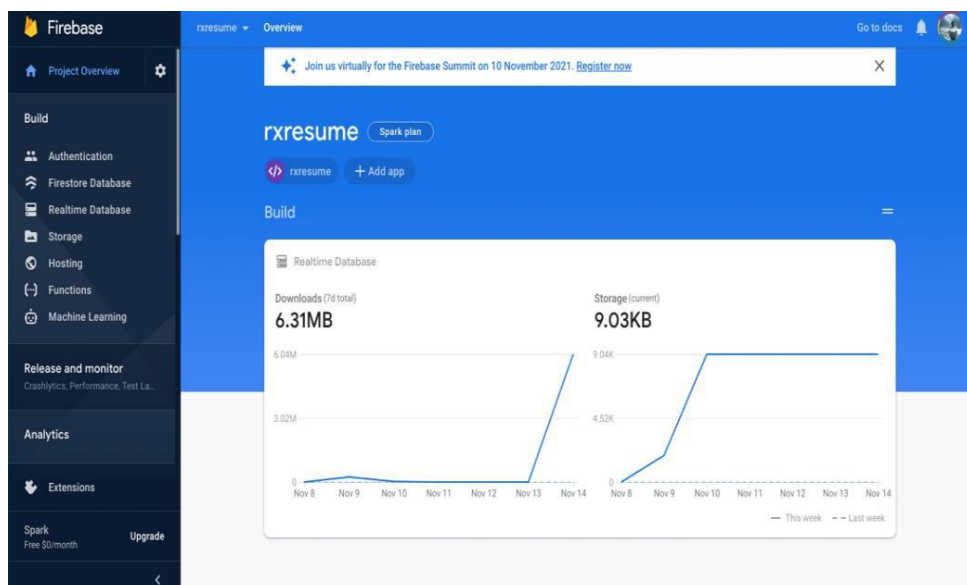 Firebase
rxresume
Overview
Go to docs
Project Overview
Join us virtually for the Firebase Summit on 10 November 2021. Register now
Build
Authentication
Firestore Database
Realtime Database
Storage
Hosting
Functions
Machine Learning
Release and monitor
Crashlytics, Performance, Test La...
Analytics
Extensions
Spark
Free $0/month
Upgrade
rxresume Spark plan
rxresume + Add app
Build
Realtime Database
Downloads (7d total)
6.31MB
6.04M
3.02M
0
Nov 8 Nov 9 Nov 10 Nov 11 Nov 12 Nov 13 Nov 14
Storage (current)
9.03KB
9.04K
4.52K
0
Nov 8 Nov 9 Nov 10 Nov 11 Nov 12 Nov 13 Nov 14
This week Last week